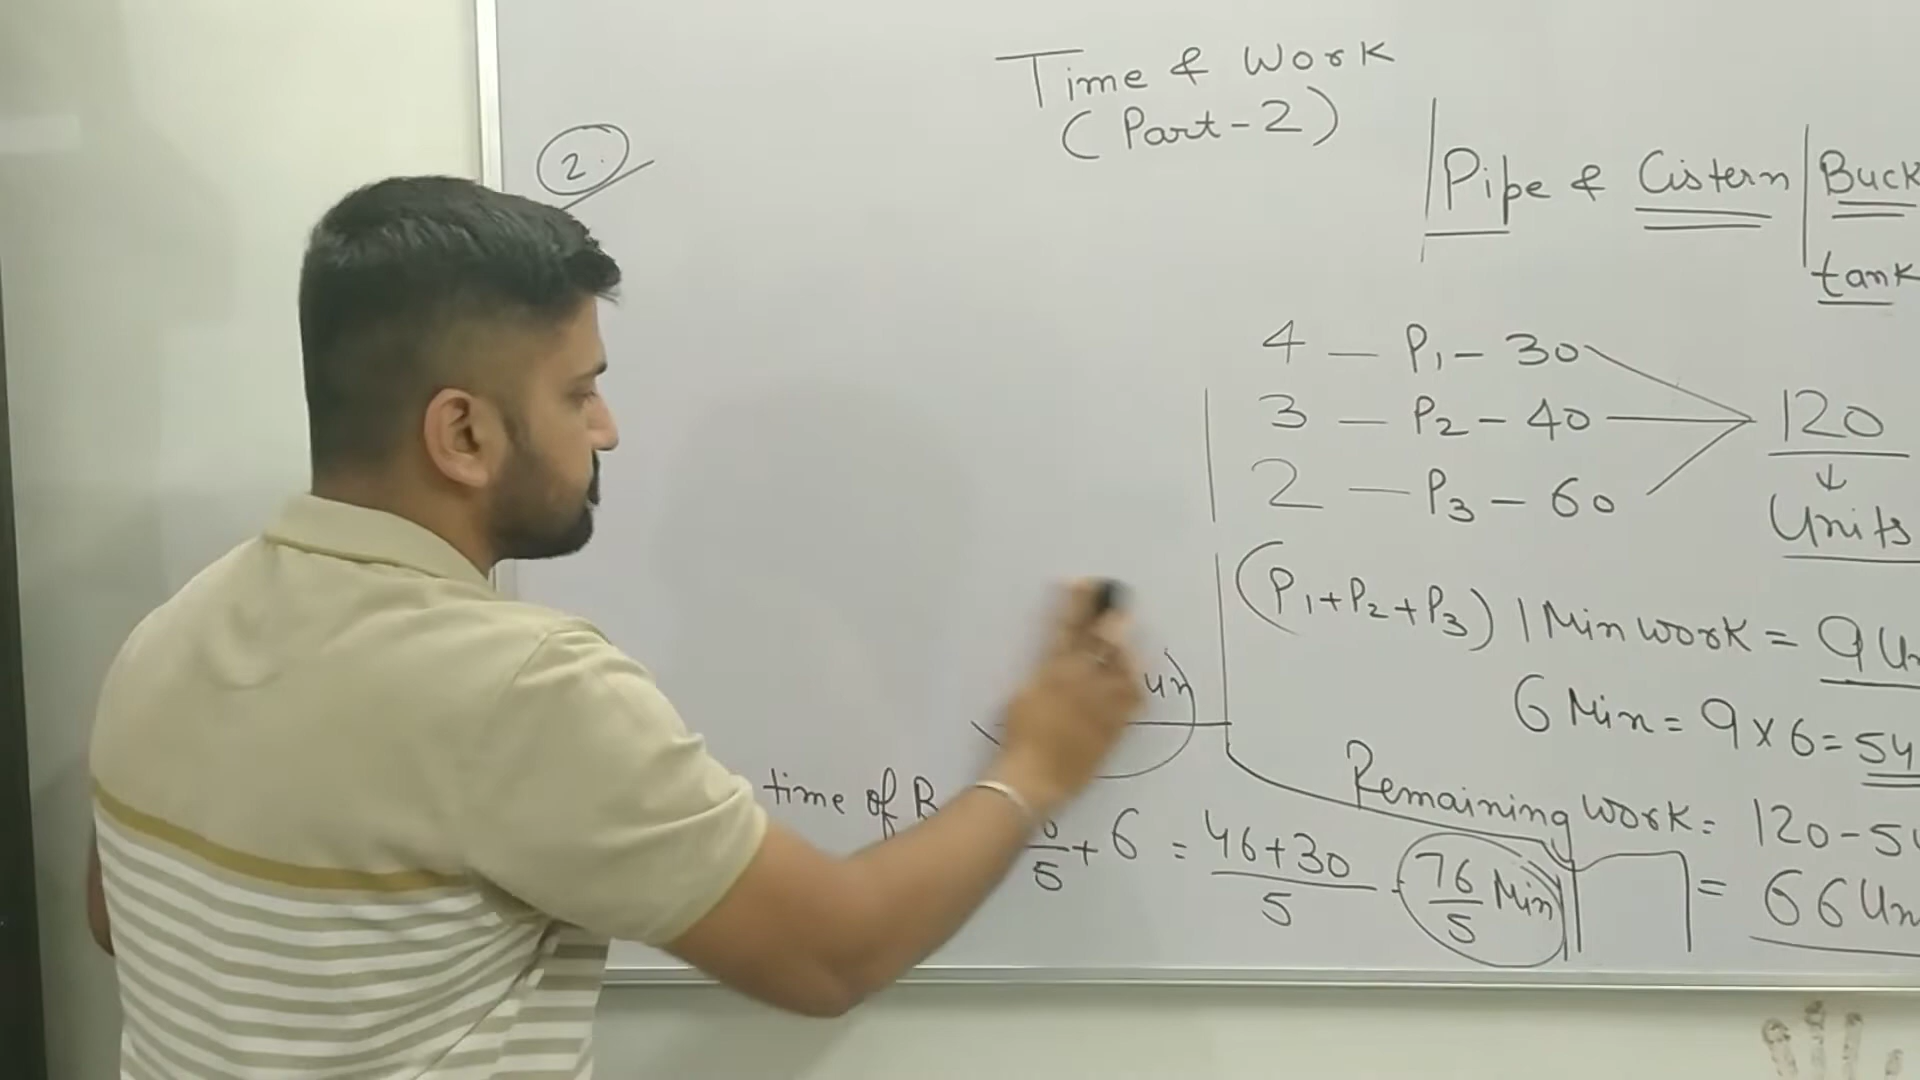 Time & Work
(Part-2)
2.
Pipe & Cistern | Buck
tank
4 — P1 – 30
3 — P2 – 40
2 — P3 – 60
120
↓
Units
(P1+P2+P3) 1 Min work = 9 Un
6 Min = 9 x 6 = 54
Remaining work = 120-54
= 66 Un
time of B
5 + 6 = 46+30/5 - 76/5 Min